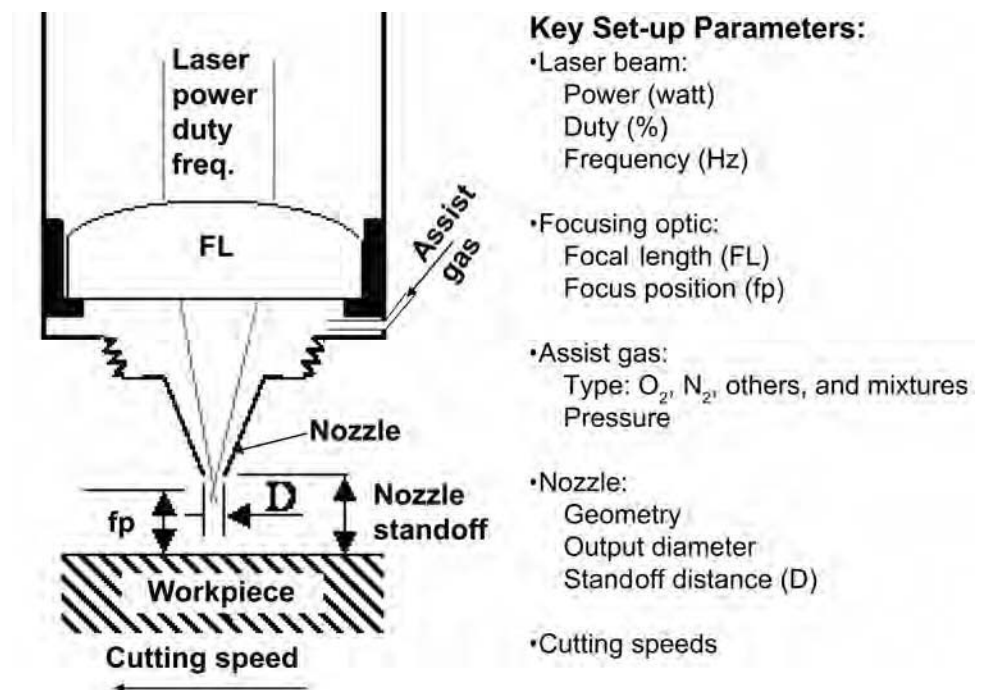 Laser
power
duty
freq.
FL
Assist
gas
Nozzle
D
fp
Nozzle
standoff
Workpiece
Cutting speed
Key Set-up Parameters:
•Laser beam:
Power (watt)
Duty (%)
Frequency (Hz)
•Focusing optic:
Focal length (FL)
Focus position (fp)
•Assist gas:
Type: O₂, N₂, others, and mixtures
Pressure
•Nozzle:
Geometry
Output diameter
Standoff distance (D)
•Cutting speeds